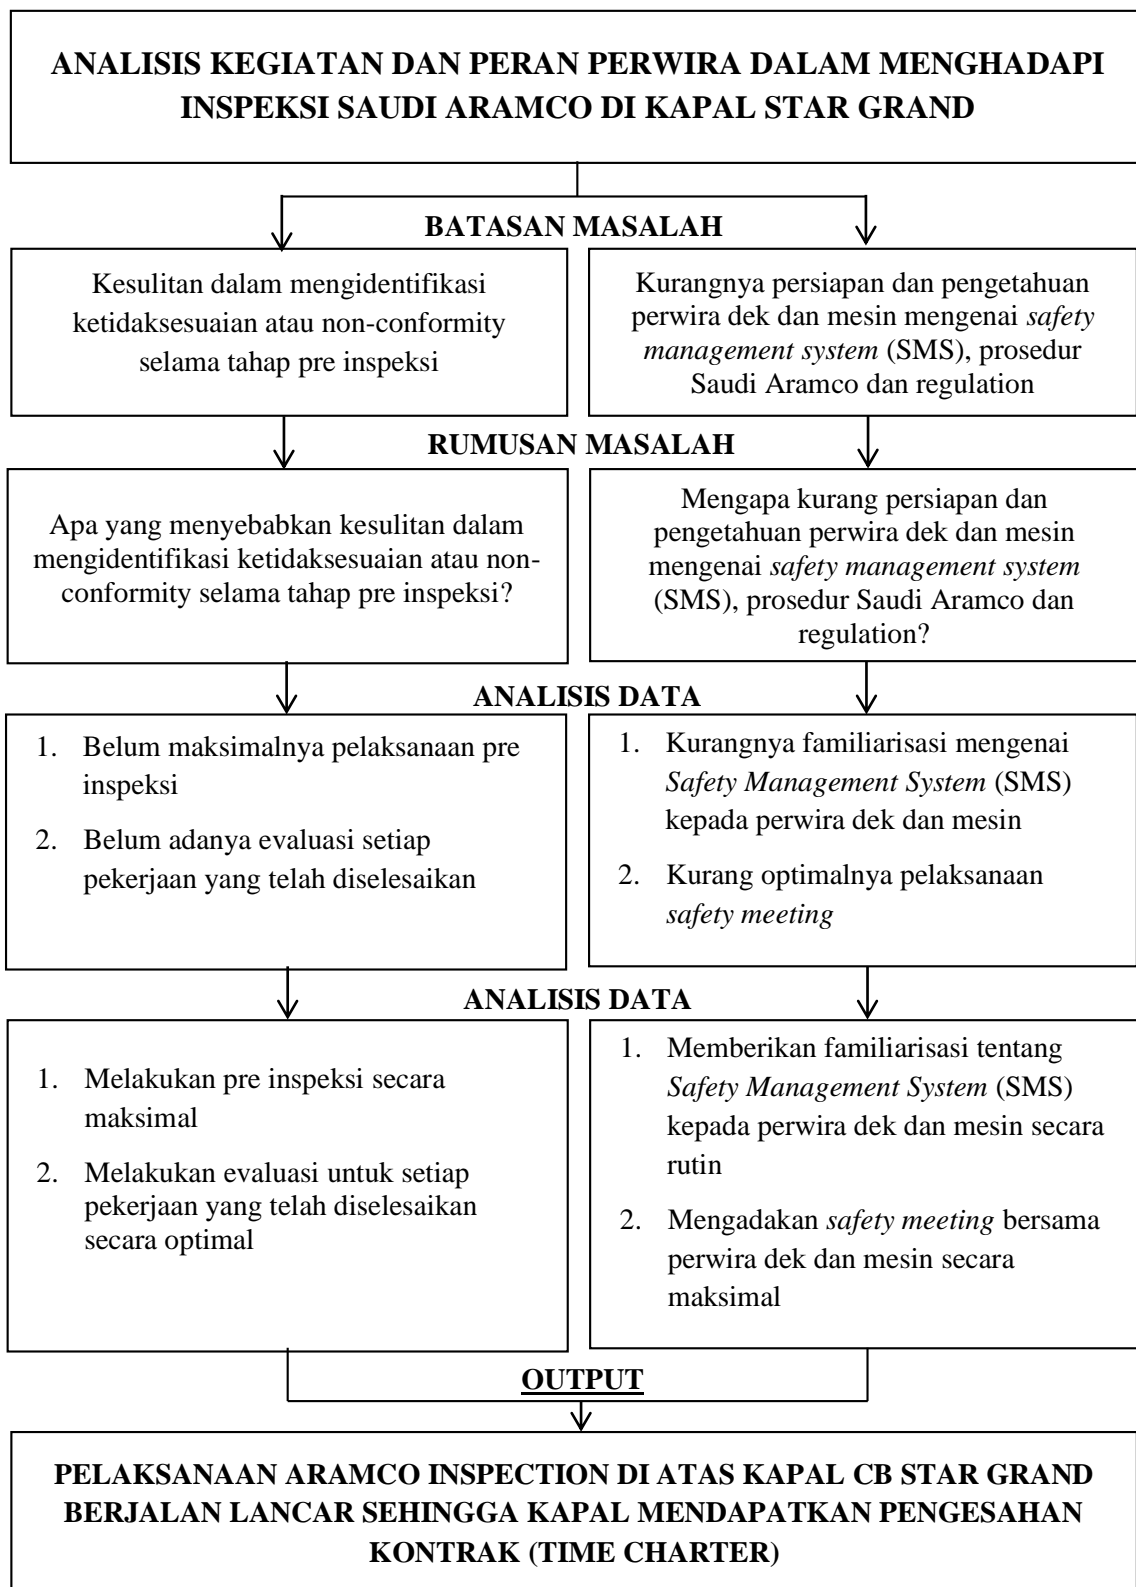 ANALISIS KEGIATAN DAN PERAN PERWIRA DALAM MENGHADAPI
INSPEKSI SAUDI ARAMCO DI KAPAL STAR GRAND
BATASAN MASALAH
Kesulitan dalam mengidentifikasi
ketidaksesuaian atau non-conformity
selama tahap pre inspeksi
Kurangnya persiapan dan pengetahuan
perwira dek dan mesin mengenai safety
management system (SMS), prosedur
Saudi Aramco dan regulation
RUMUSAN MASALAH
Apa yang menyebabkan kesulitan dalam
mengidentifikasi ketidaksesuaian atau non-
conformity selama tahap pre inspeksi?
Mengapa kurang persiapan dan
pengetahuan perwira dek dan mesin
mengenai safety management system
(SMS), prosedur Saudi Aramco dan
regulation?
ANALISIS DATA
1. Belum maksimalnya pelaksanaan pre
inspeksi
2. Belum adanya evaluasi setiap
pekerjaan yang telah diselesaikan
1. Kurangnya familiarisasi mengenai
Safety Management System (SMS)
kepada perwira dek dan mesin
2. Kurang optimalnya pelaksanaan
safety meeting
ANALISIS DATA
1. Melakukan pre inspeksi secara
maksimal
2. Melakukan evaluasi untuk setiap
pekerjaan yang telah diselesaikan
secara optimal
1. Memberikan familiarisasi tentang
Safety Management System (SMS)
kepada perwira dek dan mesin secara
rutin
2. Mengadakan safety meeting bersama
perwira dek dan mesin secara
maksimal
OUTPUT
PELAKSANAAN ARAMCO INSPECTION DI ATAS KAPAL CB STAR GRAND
BERJALAN LANCAR SEHINGGA KAPAL MENDAPATKAN PENGESAHAN
KONTRAK (TIME CHARTER)